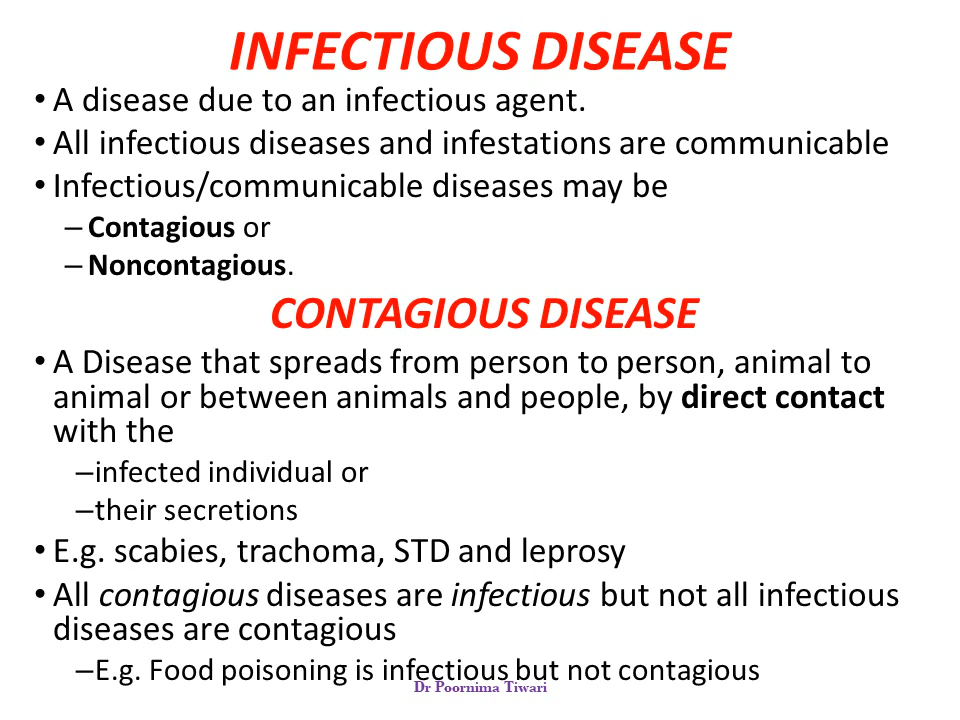 INFECTIOUS DISEASE
• A disease due to an infectious agent.
• All infectious diseases and infestations are communicable
• Infectious/communicable diseases may be
– Contagious or
– Noncontagious.
CONTAGIOUS DISEASE
• A Disease that spreads from person to person, animal to
animal or between animals and people, by direct contact
with the
–infected individual or
–their secretions
• E.g. scabies, trachoma, STD and leprosy
• All contagious diseases are infectious but not all infectious
diseases are contagious
–E.g. Food poisoning is infectious but not contagious
Dr Poornima Tiwari